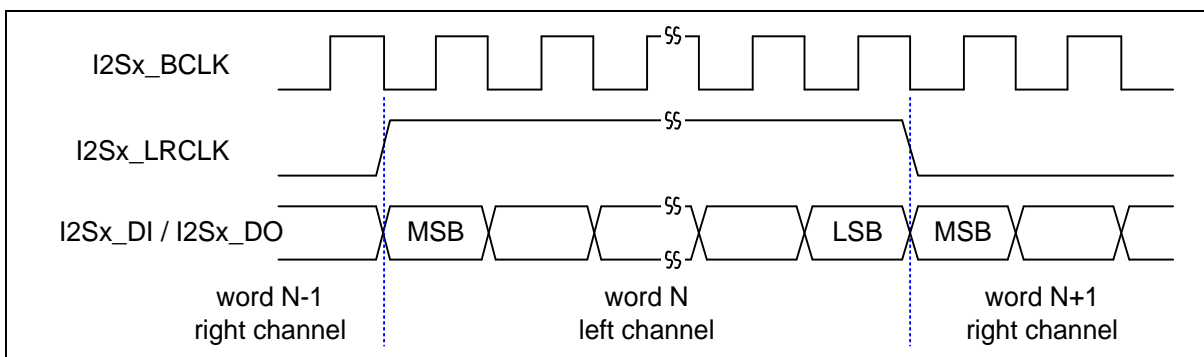 I2Sx_BCLK
I2Sx_LRCLK
I2Sx_DI / I2Sx_DO
MSB
LSB
MSB
word N-1
right channel
word N
left channel
word N+1
right channel